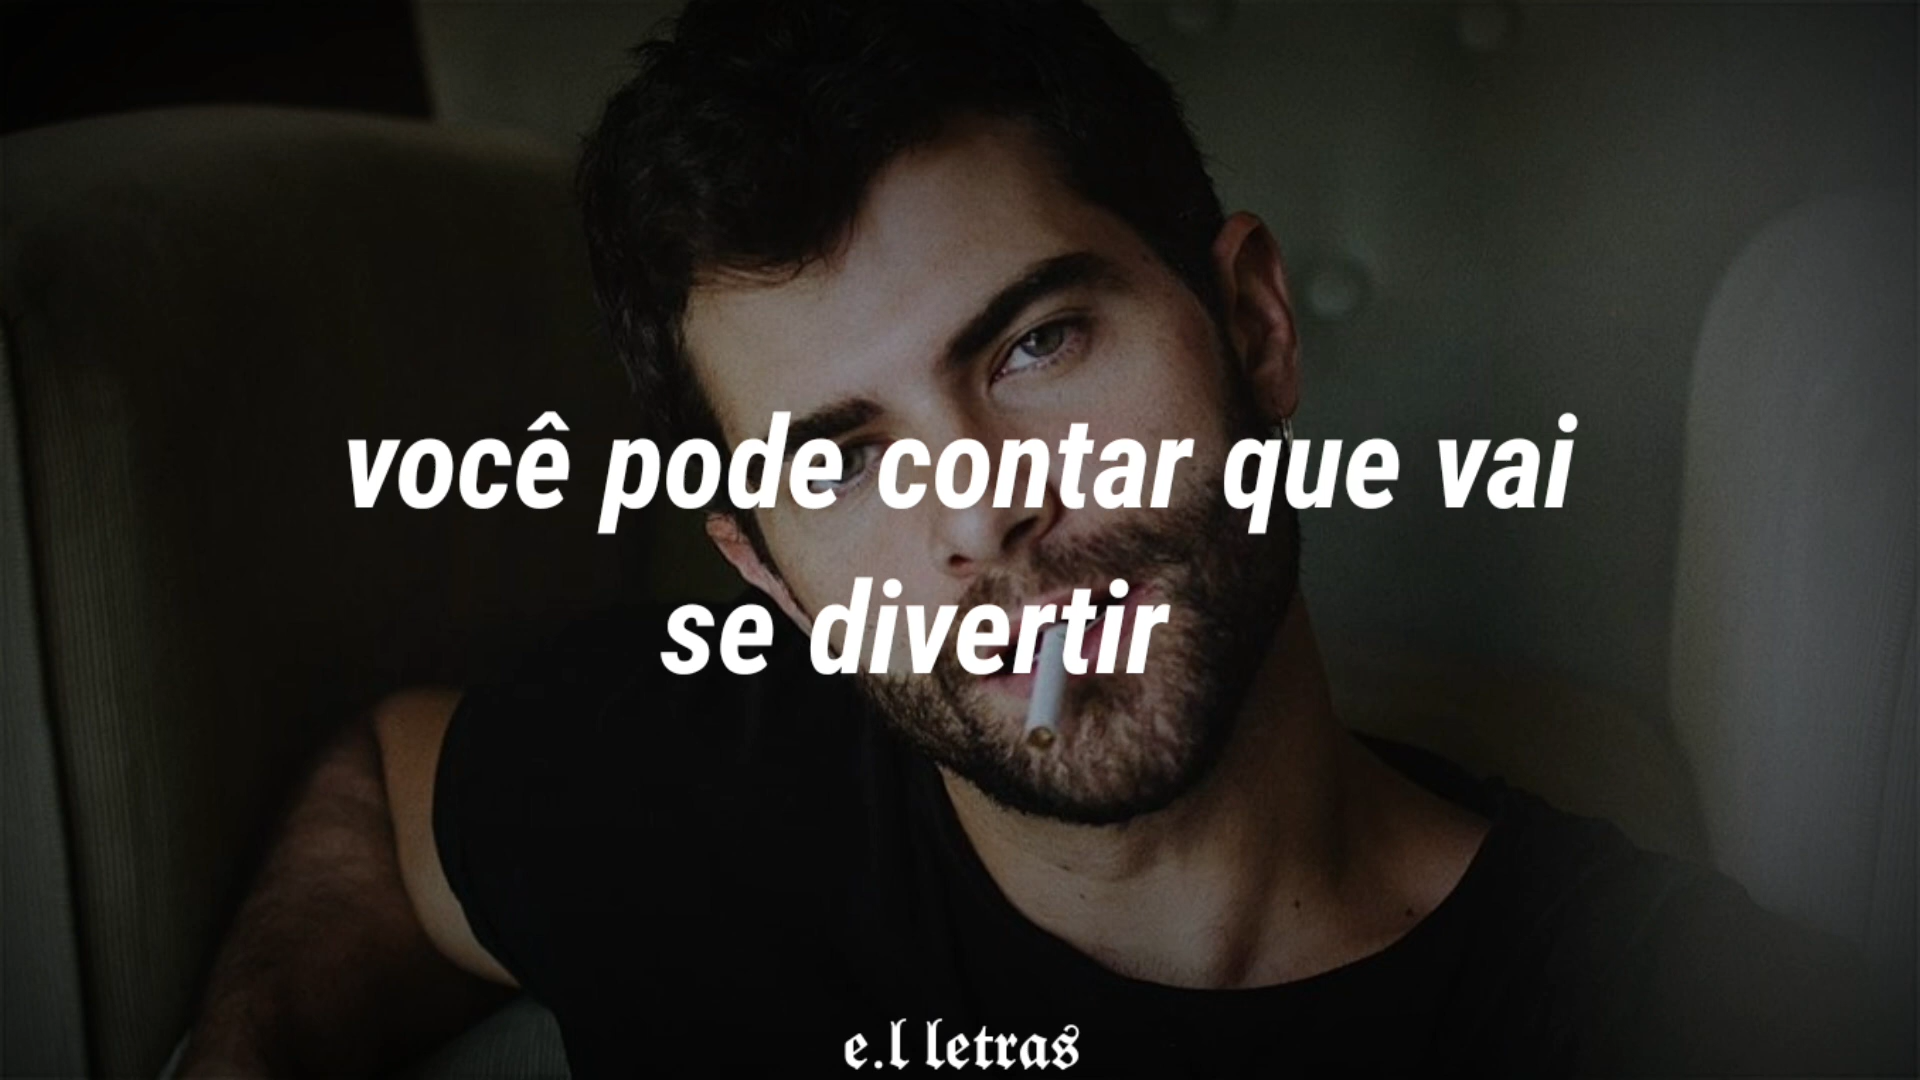 você pode contar que vai
se divertir
e.l letras